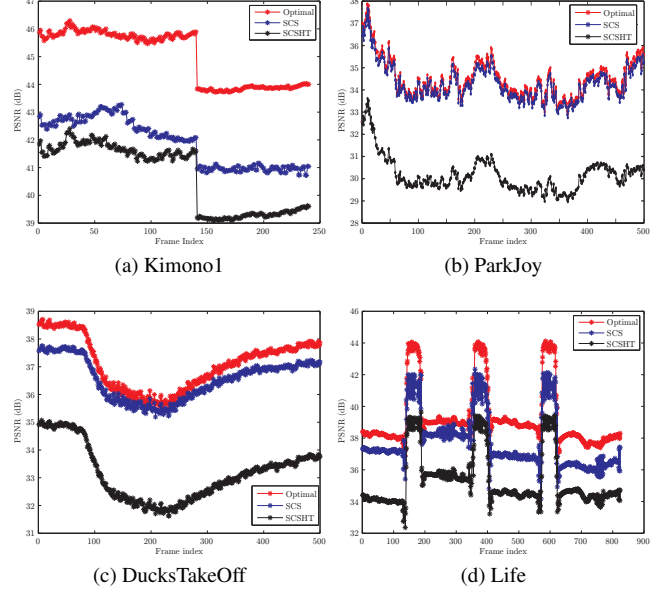 47
46
45
44
43
42
41
40
39
PSNR (dB)
0 50 100 150 200 250
Frame Index
Optimal
SCS
SCSHT
(a) Kimono1
38
37
36
35
34
33
32
31
30
29
28
PSNR (dB)
0 100 200 300 400 500
Frame index
Optimal
SCS
SCSHT
(b) ParkJoy
39
38
37
36
35
34
33
32
31
PSNR (dB)
0 100 200 300 400 500
Frame index
Optimal
SCS
SCSHT
(c) DucksTakeOff
46
44
42
40
38
36
34
32
PSNR (dB)
0 100 200 300 400 500 600 700 800 900
Frame index
Optimal
SCS
SCSHT
(d) Life